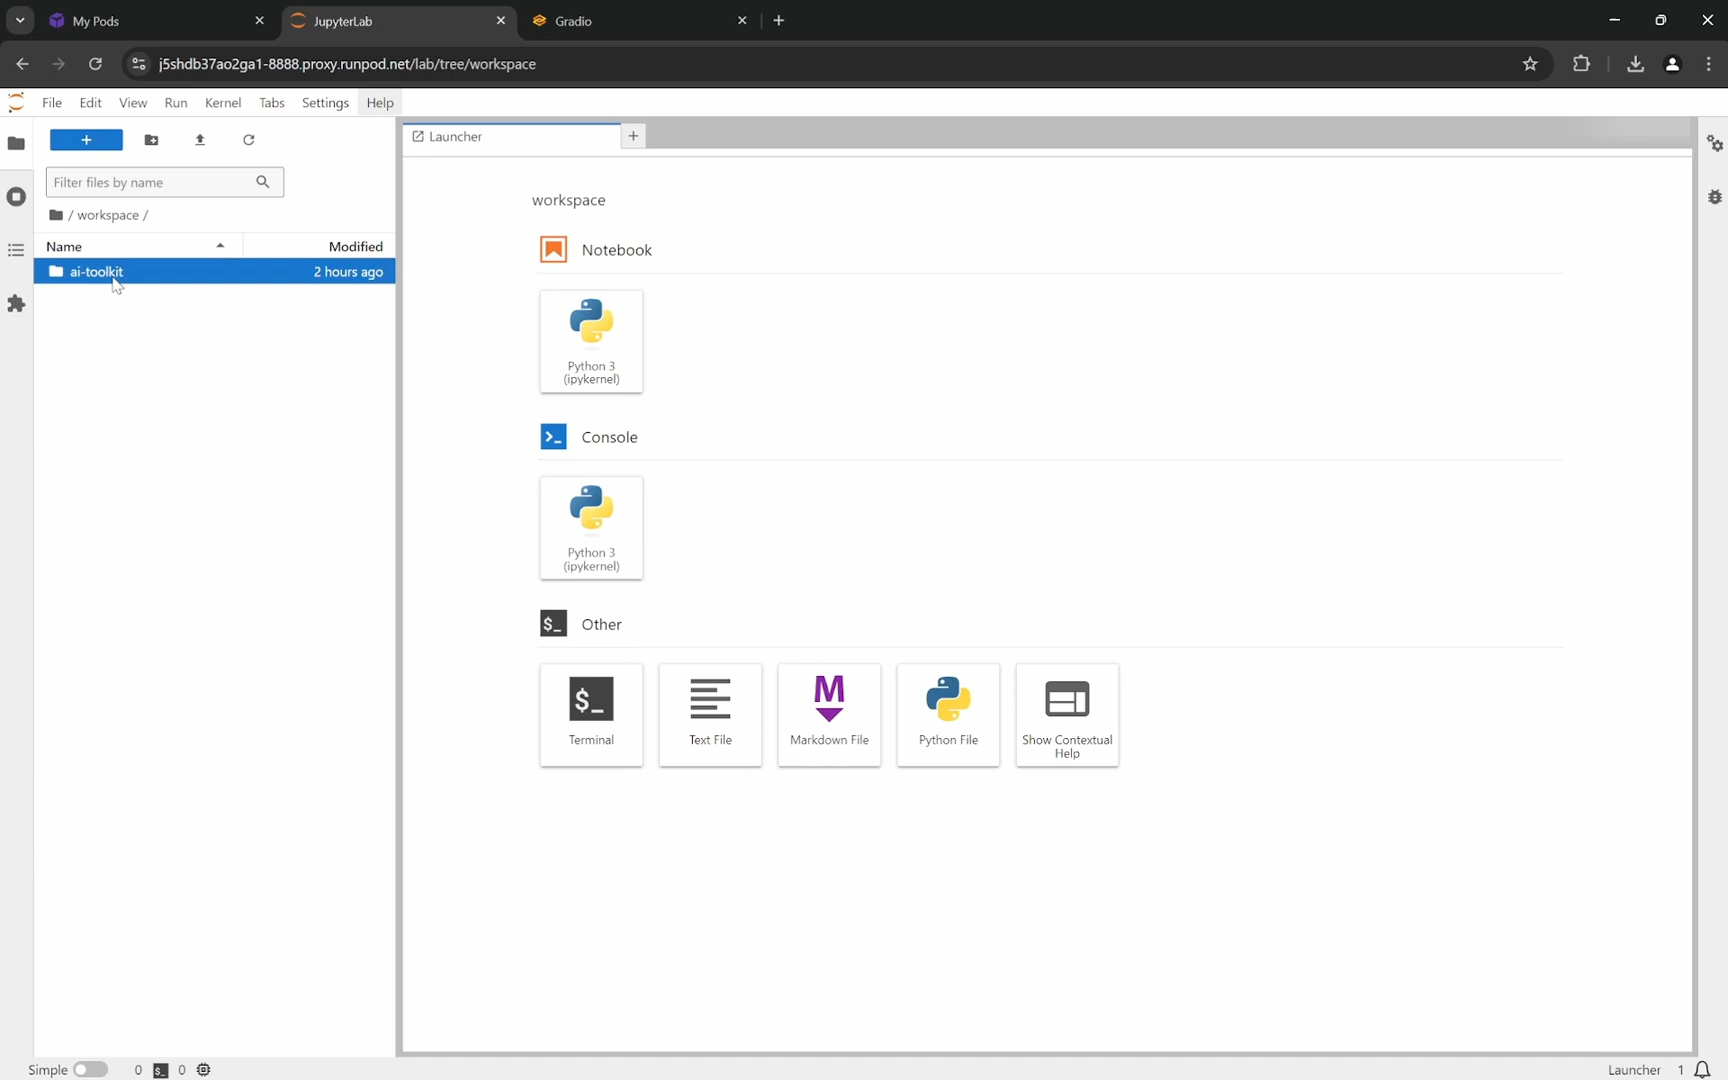 My Pods
JupyterLab
Gradio
j5shdb37ao2ga1-8888.proxy.runpod.net/lab/tree/workspace
File Edit View Run Kernel Tabs Settings Help
+
Launcher
Filter files by name
/ workspace /
workspace
Name Modified
ai-toolkit 2 hours ago
Notebook
Python 3
(ipykernel)
>_ Console
Python 3
(ipykernel)
$_ Other
$_
M
Terminal
Text File
Markdown File
Python File
Show Contextual
Help
Simple 0 $_ 0
Launcher 1